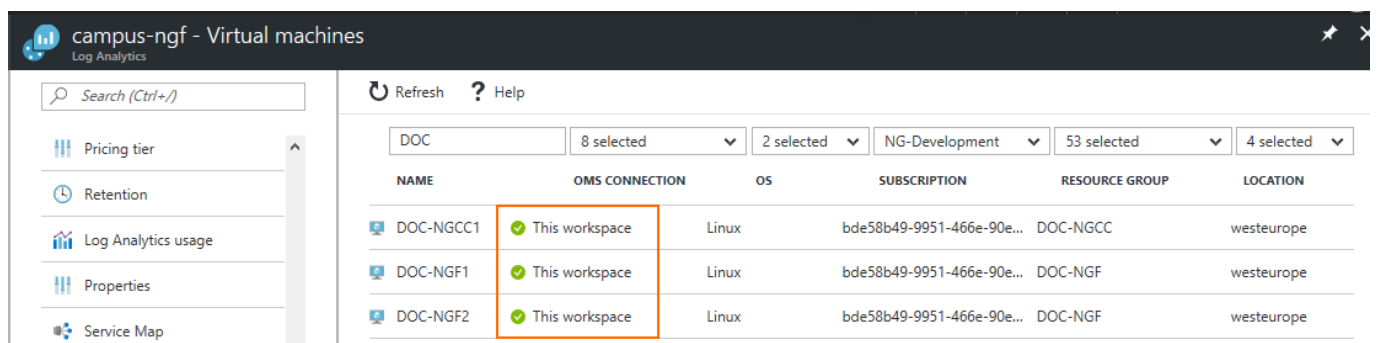 campus-ngf - Virtual machines
Log Analytics
Search (Ctrl+/)
Pricing tier
Retention
Log Analytics usage
Properties
Service Map
Refresh ? Help
DOC 8 selected 2 selected NG-Development 53 selected 4 selected
NAME OMS CONNECTION OS SUBSCRIPTION RESOURCE GROUP LOCATION
DOC-NGCC1 This workspace Linux bde58b49-9951-466e-90e... DOC-NGCC westeurope
DOC-NGF1 This workspace Linux bde58b49-9951-466e-90e... DOC-NGF westeurope
DOC-NGF2 This workspace Linux bde58b49-9951-466e-90e... DOC-NGF westeurope